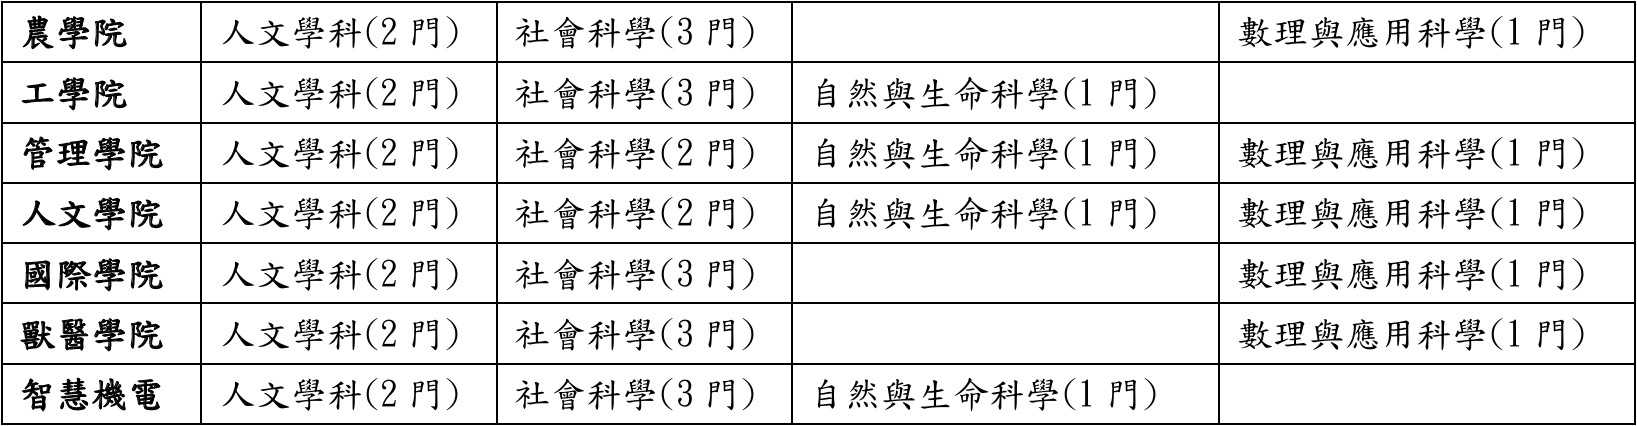 農學院 人文學科(2 門) 社會科學(3 門) 數理與應用科學(1 門)
工學院 人文學科(2 門) 社會科學(3 門) 自然與生命科學(1 門)
管理學院 人文學科(2 門) 社會科學(2 門) 自然與生命科學(1 門) 數理與應用科學(1 門)
人文學院 人文學科(2 門) 社會科學(2 門) 自然與生命科學(1 門) 數理與應用科學(1 門)
國際學院 人文學科(2 門) 社會科學(3 門) 數理與應用科學(1 門)
獸醫學院 人文學科(2 門) 社會科學(3 門) 數理與應用科學(1 門)
智慧機電 人文學科(2 門) 社會科學(3 門) 自然與生命科學(1 門)